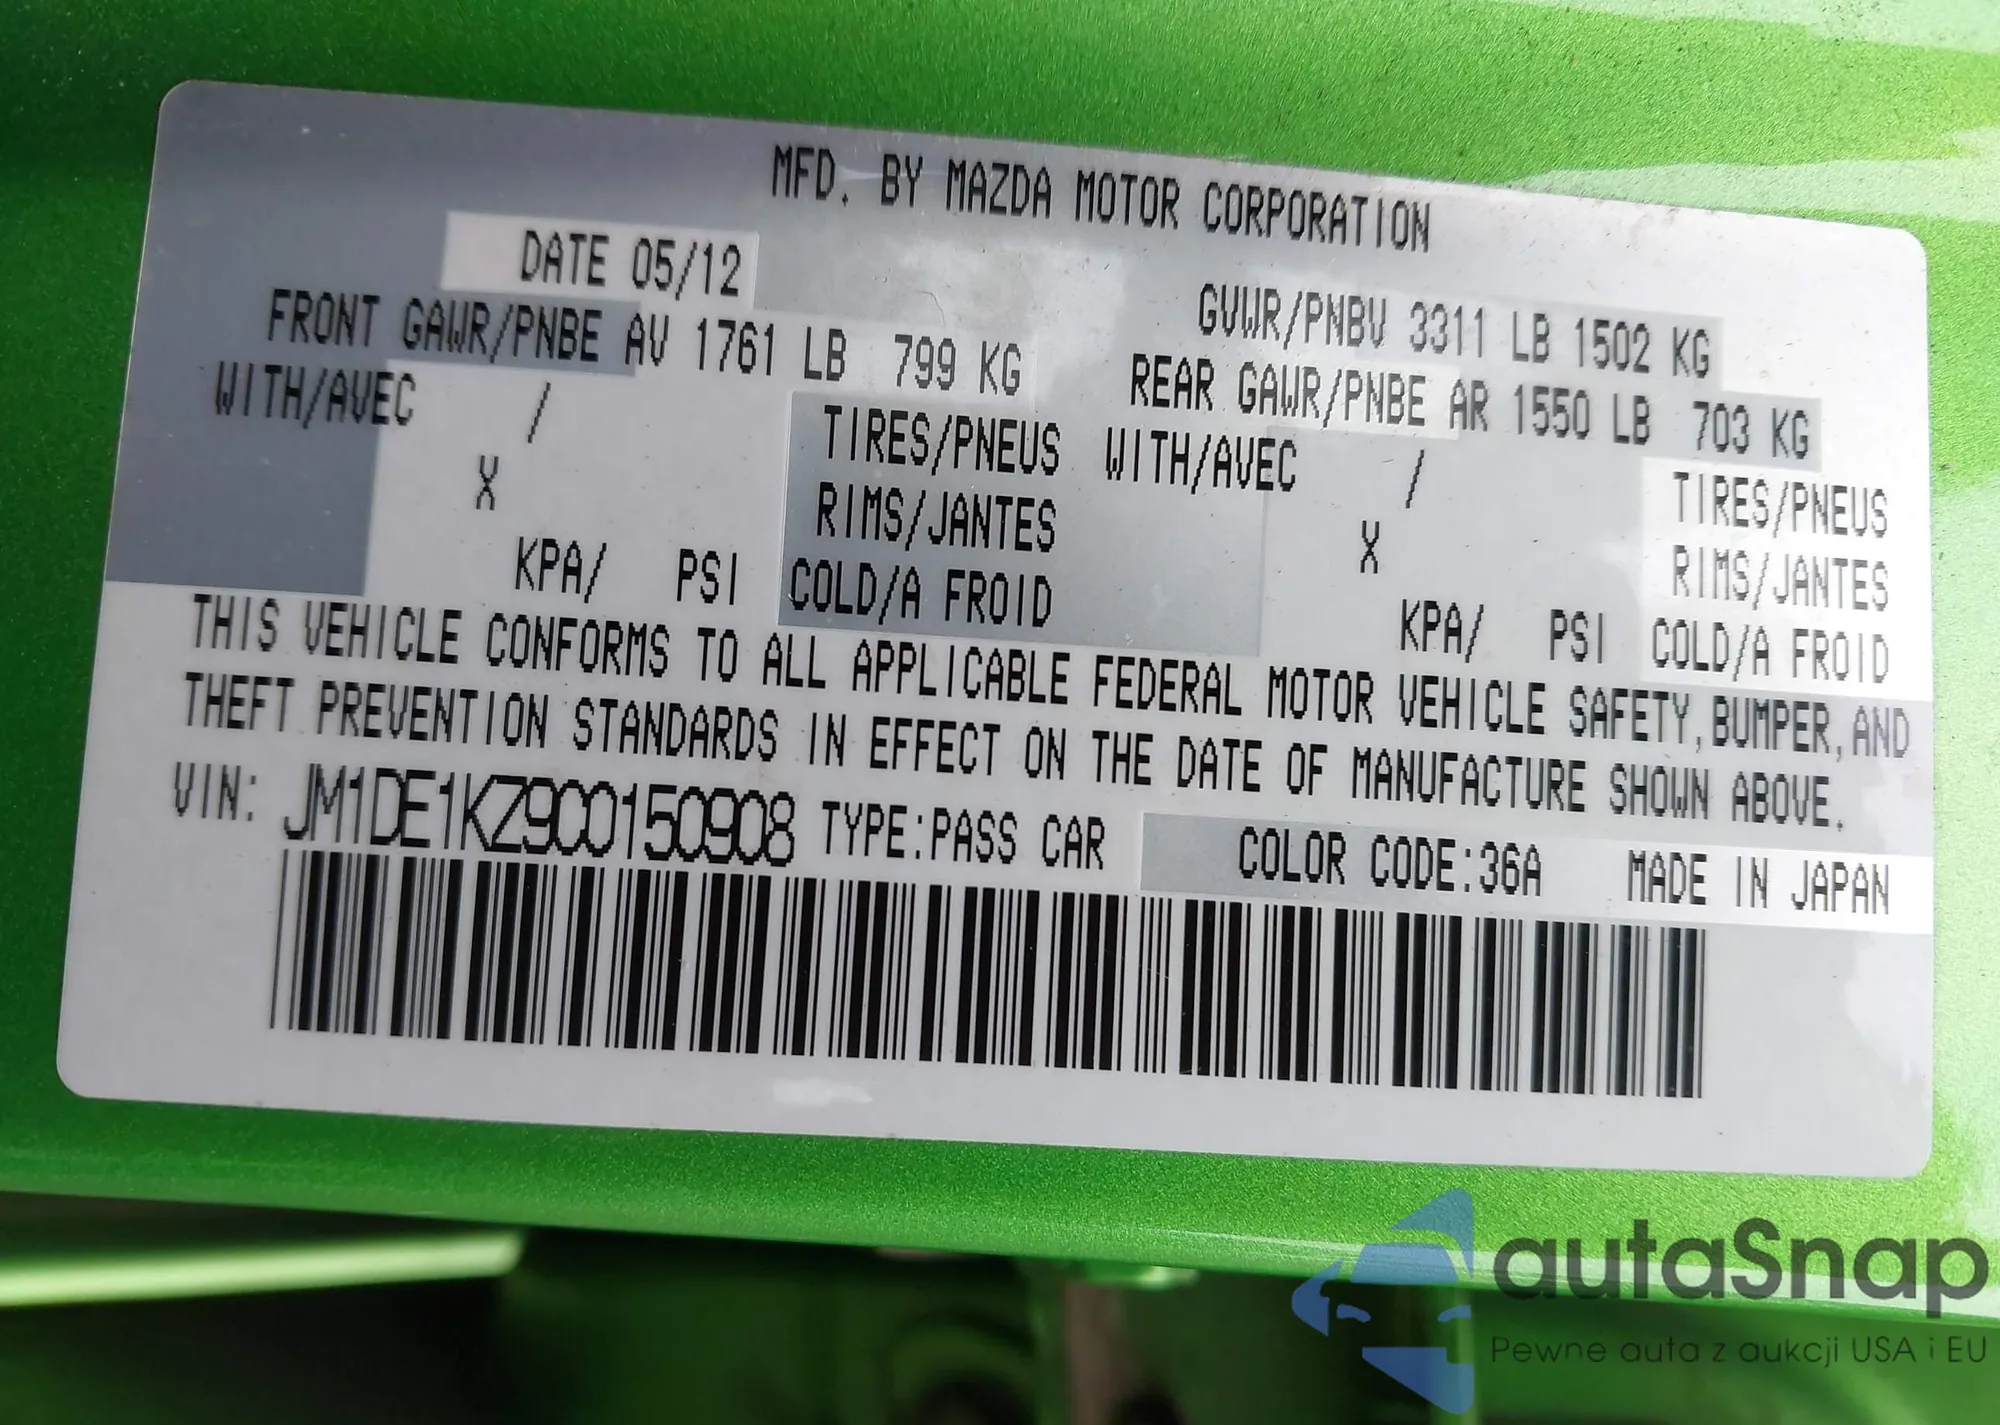 MFD. BY MAZDA MOTOR CORPORATION
DATE 05/12 GVWR/PNBV 3311 LB 1502 KG
FRONT GAWR/PNBE AV 1761 LB 799 KG REAR GAWR/PNBE AR 1550 LB 703 KG
WITH/AVEC / TIRES/PNEUS WITH/AVEC / TIRES/PNEUS
X RIMS/JANTES X RIMS/JANTES
KPA/ PSI COLD/A FROID KPA/ PSI COLD/A FROID
THIS VEHICLE CONFORMS TO ALL APPLICABLE FEDERAL MOTOR VEHICLE SAFETY, BUMPER, AND
THEFT PREVENTION STANDARDS IN EFFECT ON THE DATE OF MANUFACTURE SHOWN ABOVE.
VIN: JM1DE1KZ9C0150908 TYPE:PASS CAR COLOR CODE:36A MADE IN JAPAN
autaSnap
Pewne auta z aukcji USA i EU